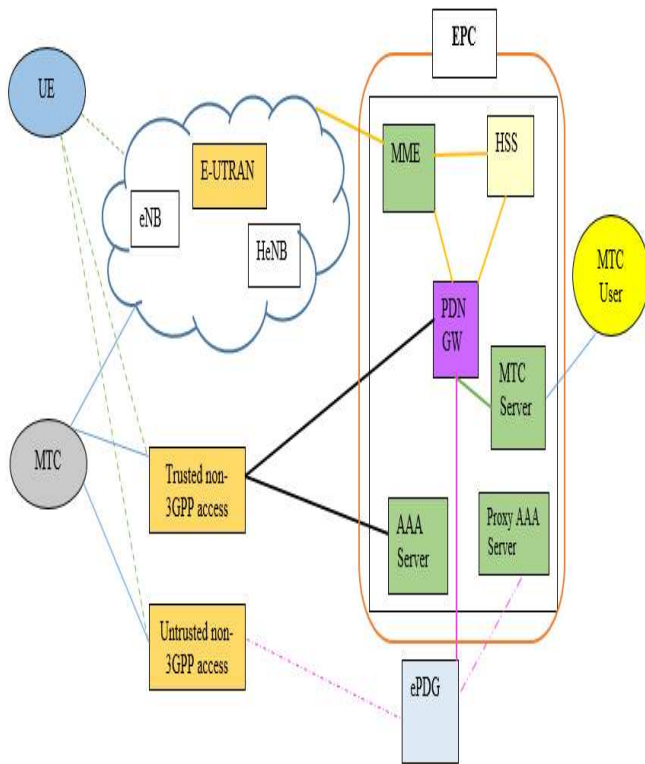 EPC
UE
MME
HSS
E-UTRAN
eNB
HeNB
MTC
User
PDN
GW
MTC
Server
MTC
Trusted non-
3GPP access
AAA
Server
Proxy AAA
Server
Untrusted non-
3GPP access
ePDG